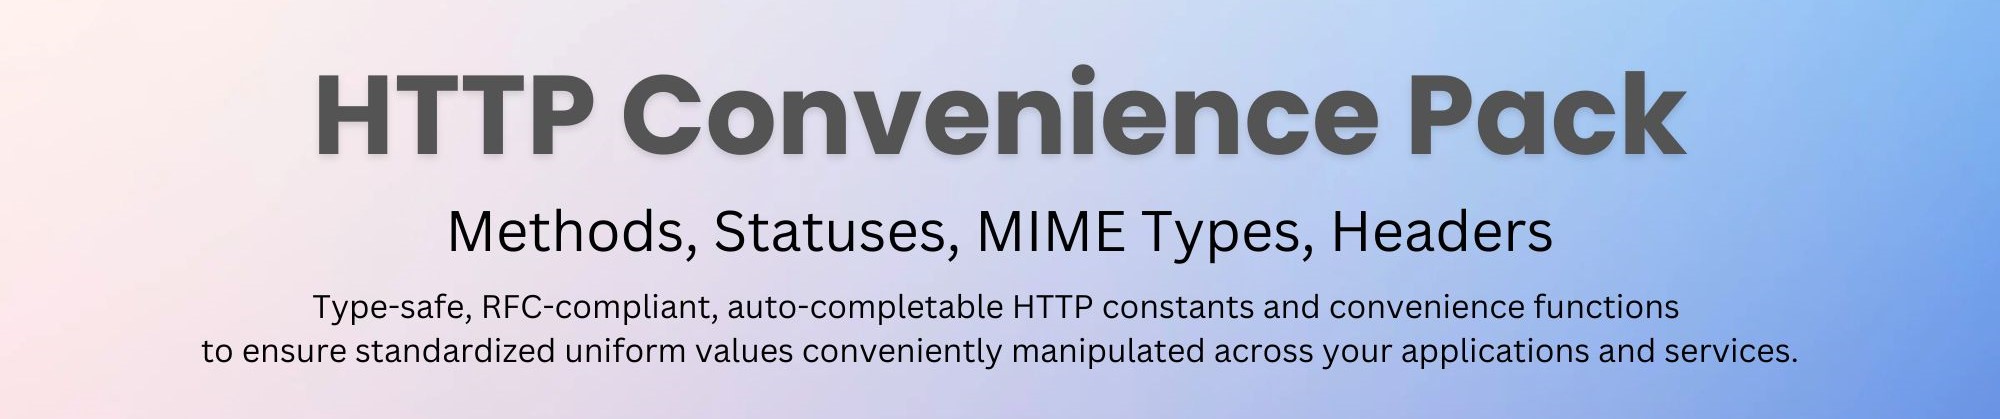 HTTP Convenience Pack
Methods, Statuses, MIME Types, Headers
Type-safe, RFC-compliant, auto-completable HTTP constants and convenience functions
to ensure standardized uniform values conveniently manipulated across your applications and services.